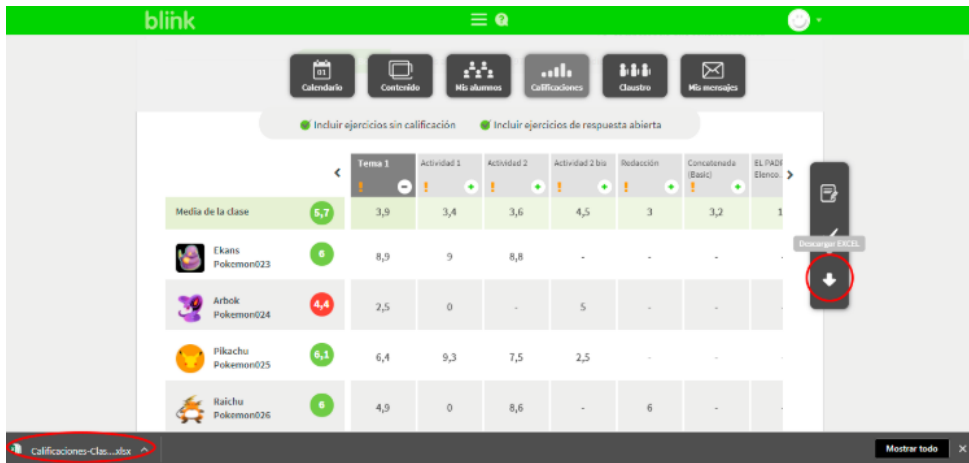 blink
01
Calendario
Contenido
Mis alumnos
Calificaciones
Claustro
Mis mensajes
Incluir ejercicios sin calificación
Incluir ejercicios de respuesta abierta
Tema 1
Actividad 1
Actividad 2
Actividad 2 bis
Redacción
Concatenada
(Basic)
EL PADR
Elenco.
Media de la clase 5,7 3,9 3,4 3,6 4,5 3 3,2 1
Ekans
Pokemon023
6 8,9 9 8,8 - - -
Arbok
Pokemon024
4,4 2,5 0 - 5 - -
Pikachu
Pokemon025
6,1 6,4 9,3 7,5 2,5 - -
Raichu
Pokemon026
6 4,9 0 8,6 - 6 -
Descargar EXCEL
Calificaciones-Clas...xlsx
Mostrar todo